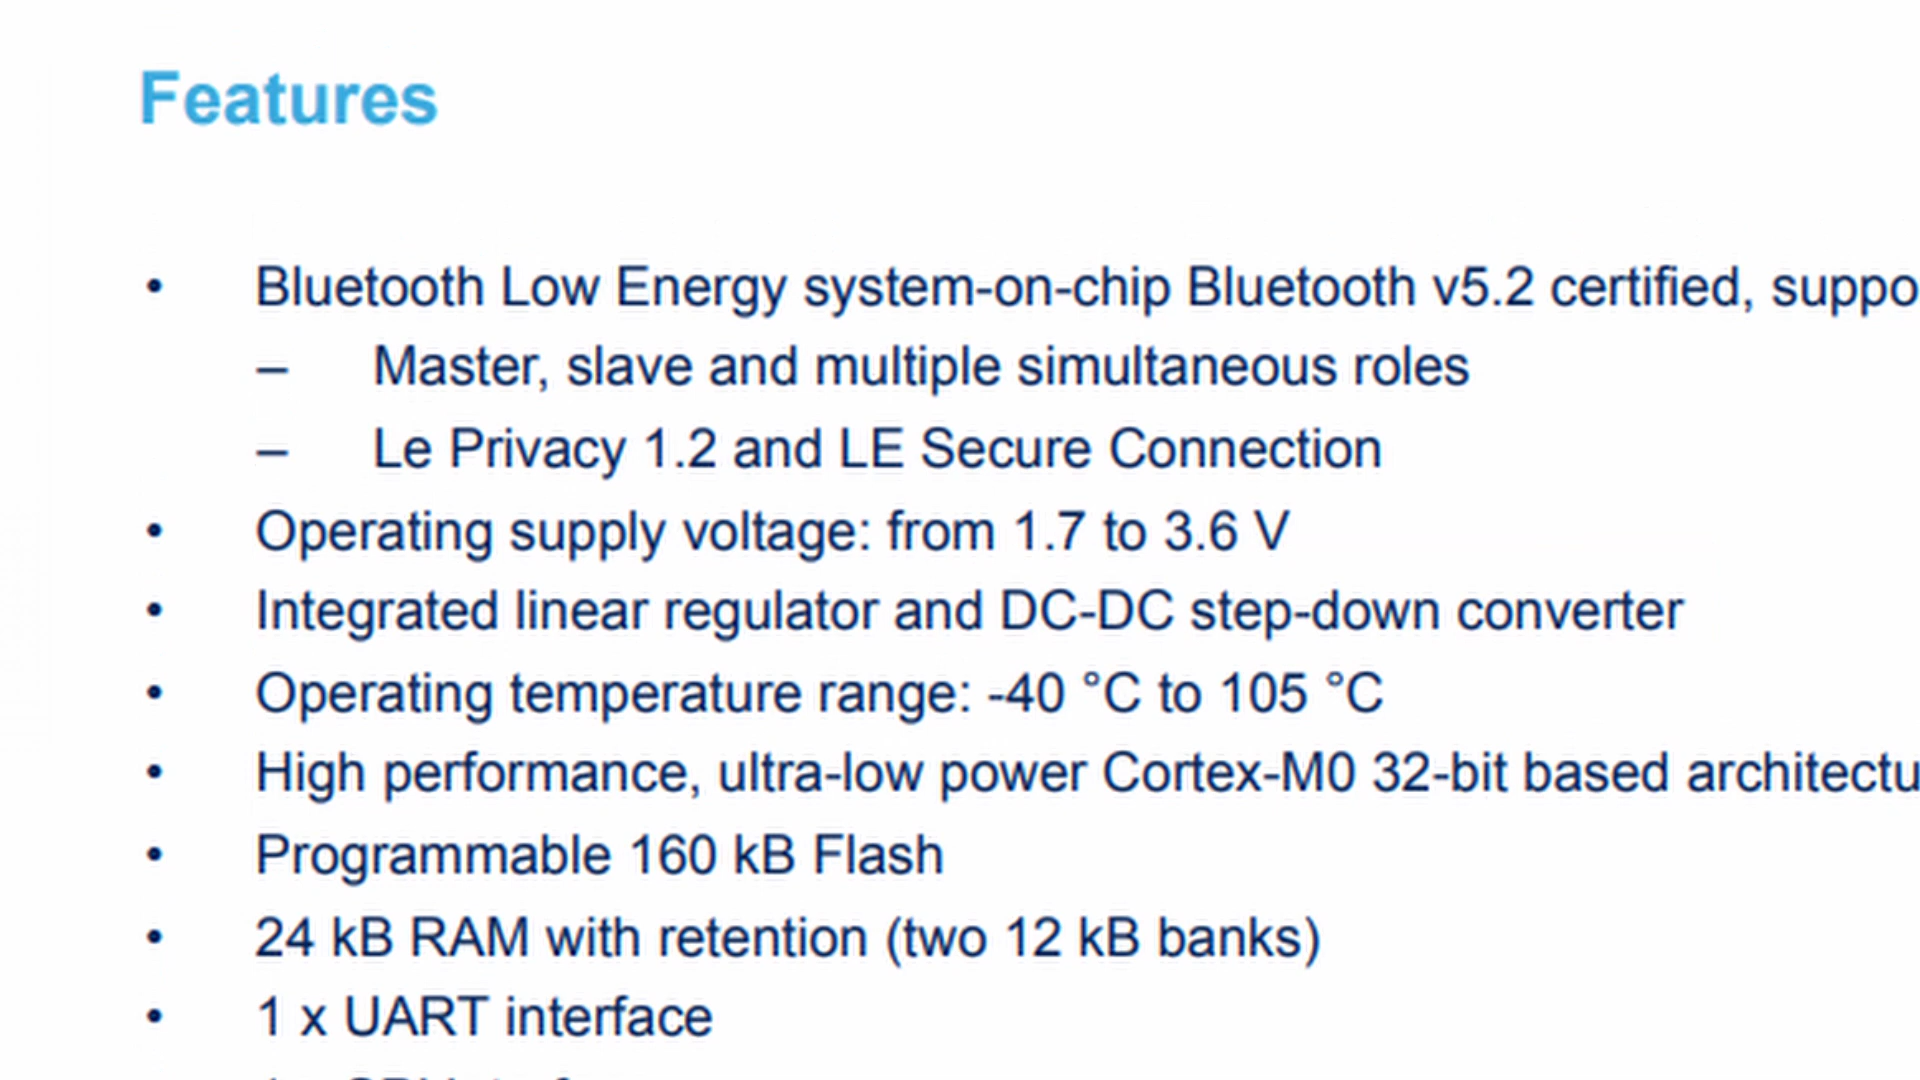 Features
• Bluetooth Low Energy system-on-chip Bluetooth v5.2 certified, suppo
– Master, slave and multiple simultaneous roles
– Le Privacy 1.2 and LE Secure Connection
• Operating supply voltage: from 1.7 to 3.6 V
• Integrated linear regulator and DC-DC step-down converter
• Operating temperature range: -40 °C to 105 °C
• High performance, ultra-low power Cortex-M0 32-bit based architectu
• Programmable 160 kB Flash
• 24 kB RAM with retention (two 12 kB banks)
• 1 x UART interface